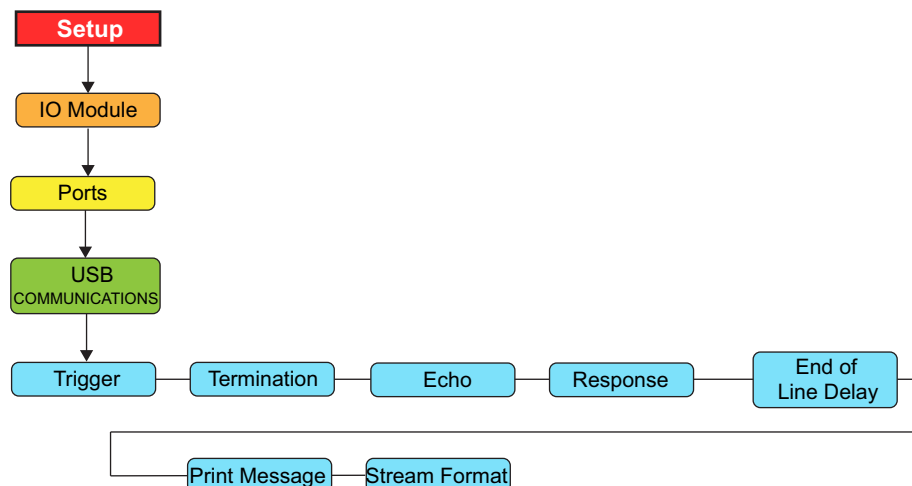 Setup
IO Module
Ports
USB
COMMUNICATIONS
Trigger
Termination
Echo
Response
End of
Line Delay
Print Message
Stream Format